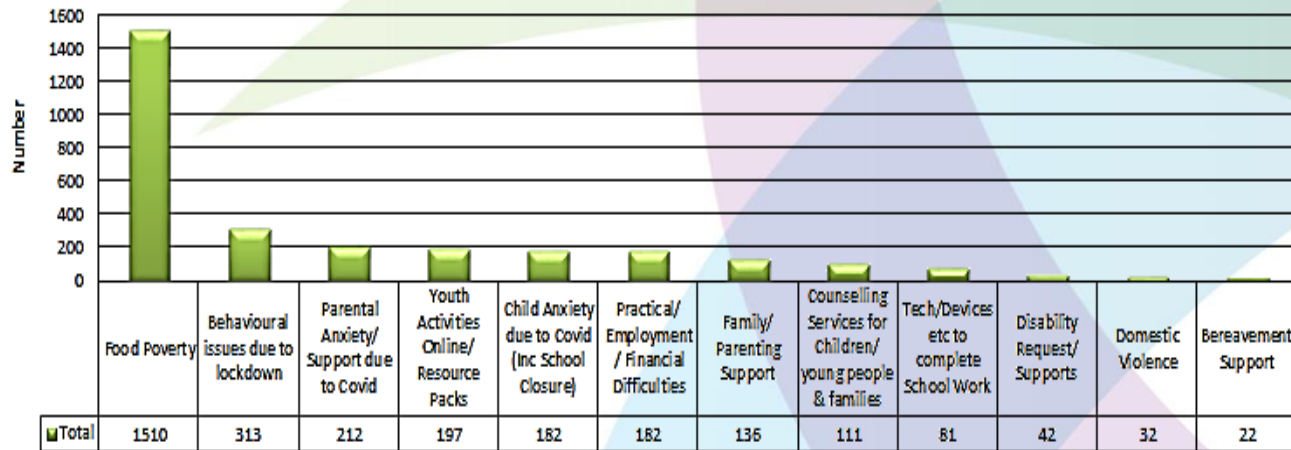 1600
1400
1200
1000
800
600
400
200
0
Number
Food Poverty
Behavioural
issues due to
lockdown
Parental
Anxiety/
Support due
to Covid
Youth
Activities
Online/
Resource
Packs
Child Anxiety
due to Covid
(Inc School
Closure)
Practical/
Employment
/ Financial
Difficulties
Family/
Parenting
Support
Counselling
Services for
Children/
young people
& families
Tech/Devices
etc to
complete
School Work
Disability
Request/
Supports
Domestic
Violence
Bereavement
Support
Total 1510 313 212 197 182 182 136 111 81 42 32 22